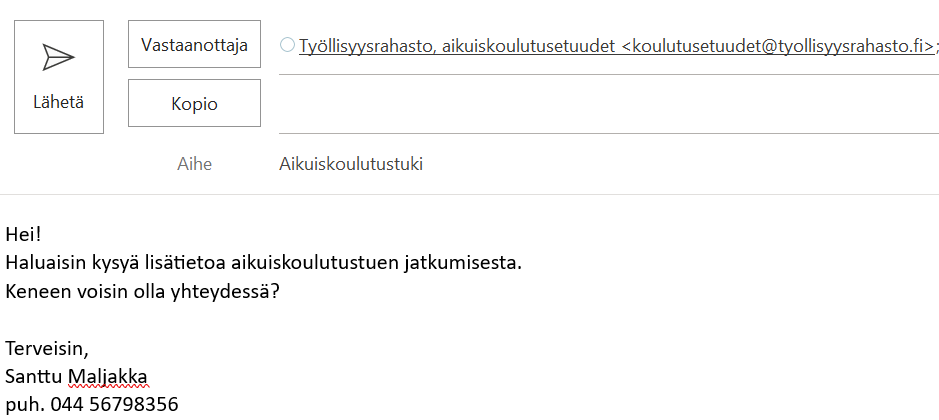 Lähetä
Vastaanottaja
Työllisyysrahasto, aikuiskoulutusetuudet <koulutusetuudet@tyollisyysrahasto.fi>;
Kopio
Aihe
Aikuiskoulutustuki
Hei!
Haluaisin kysyä lisätietoa aikuiskoulutustuen jatkumisesta.
Keneen voisin olla yhteydessä?
Terveisin,
Santtu Maljakka
puh. 044 56798356